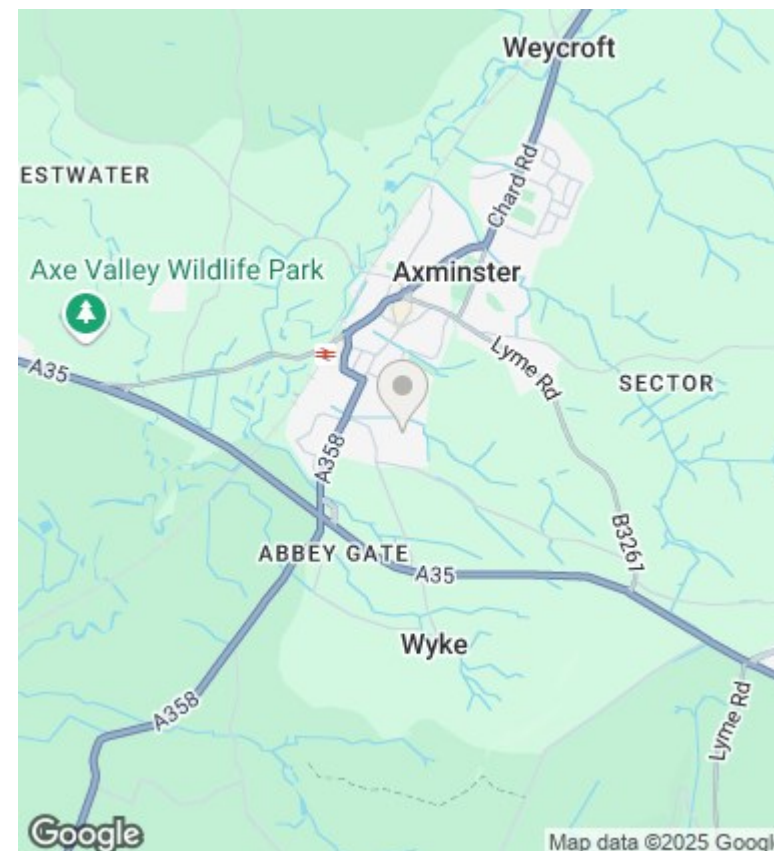 Weycroft
ESTWATER
Chard Rd
Axe Valley Wildlife Park
Axminster
A35
Lyme Rd
SECTOR
A358
B3261
ABBEY GATE
A35
Wyke
A358
Lyme Rd
Google
Map data ©2025 Googl